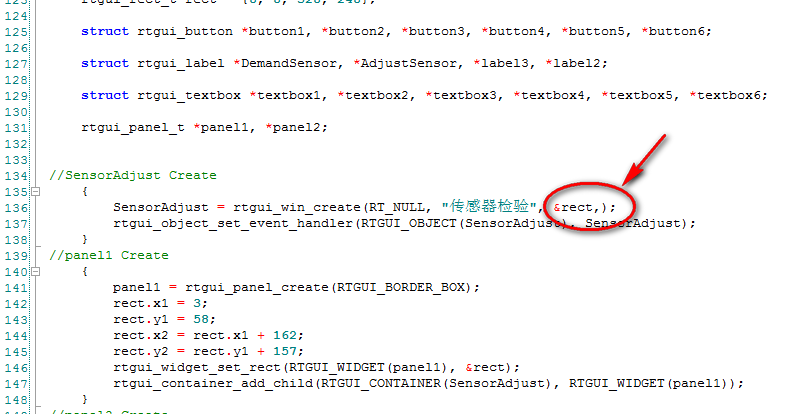 123 rtgui_rect_t rect = {0, 0, 320, 240};
124
125 struct rtgui_button *button1, *button2, *button3, *button4, *button5, *button6;
126
127 struct rtgui_label *DemandSensor, *AdjustSensor, *label3, *label2;
128
129 struct rtgui_textbox *textbox1, *textbox2, *textbox3, *textbox4, *textbox5, *textbox6;
130
131 rtgui_panel_t *panel1, *panel2;
132
133
134 //SensorAdjust Create
135 {
136 SensorAdjust = rtgui_win_create(RT_NULL, "传感器检验", &rect,);
137 rtgui_object_set_event_handler(RTGUI_OBJECT(SensorAdjust), SensorAdjust);
138 }
139 //panel1 Create
140 {
141 panel1 = rtgui_panel_create(RTGUI_BORDER_BOX);
142 rect.x1 = 3;
143 rect.y1 = 58;
144 rect.x2 = rect.x1 + 162;
145 rect.y2 = rect.y1 + 157;
146 rtgui_widget_set_rect(RTGUI_WIDGET(panel1), &rect);
147 rtgui_container_add_child(RTGUI_CONTAINER(SensorAdjust), RTGUI_WIDGET(panel1));
148 }
149 //panel2 Create